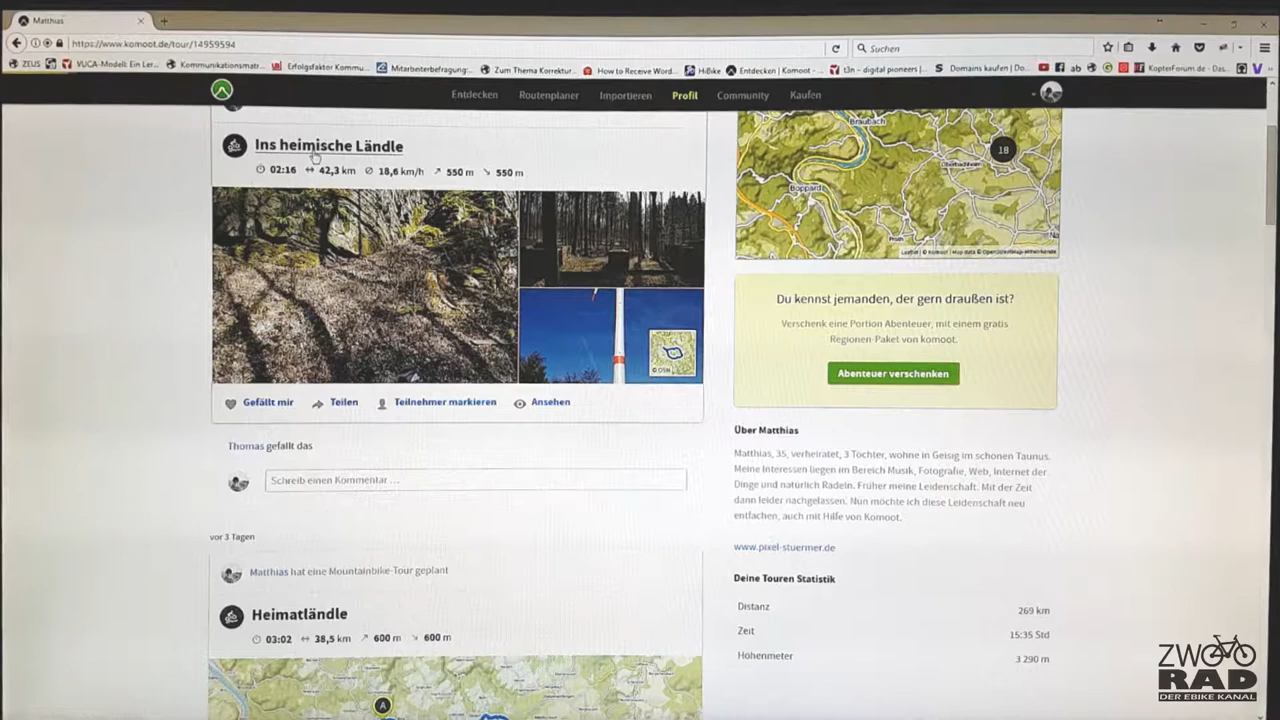 Matthias
https://www.komoot.de/tour/14959594
Suchen
ZEUS
VUCA-Modell: Ein Ler...
Kommunikationsmatr...
Erfolgsfaktor Kommu...
Mitarbeiterbefragung:...
Zum Thema Korrektur...
How to Receive Word...
HiBike
Entdecken | Komoot - ...
t3n – digital pioneers |...
Domains kaufen | Do...
ab
KopterForum.de - Das...
Entdecken
Routenplaner
Importieren
Profil
Community
Kaufen
Ins heimische Ländle
02:16 42,3 km 18,6 km/h 550 m 550 m
© OSM
Gefällt mir Teilen Teilnehmer markieren Ansehen
Thomas gefällt das
Schreib einen Kommentar ...
vor 3 Tagen
Matthias hat eine Mountainbike-Tour geplant
Heimatländle
03:02 38,5 km 600 m 600 m
A
Braubach
18
Boppard
Leaflet | © Komoot | Map data © OpenStreetMap-Mitwirkende
Du kennst jemanden, der gern draußen ist?
Verschenk eine Portion Abenteuer, mit einem gratis
Regionen-Paket von komoot.
Abenteuer verschenken
Über Matthias
Matthias, 35, verheiratet, 3 Töchter, wohne in Geisig im schönen Taunus.
Meine Interessen liegen im Bereich Musik, Fotografie, Web, Internet der
Dinge und natürlich Radeln. Früher meine Leidenschaft. Mit der Zeit
dann leider nachgelassen. Nun möchte ich diese Leidenschaft neu
entfachen, auch mit Hilfe von Komoot.
www.pixel-stuermer.de
Deine Touren Statistik
Distanz 269 km
Zeit 15:35 Std
Höhenmeter 3 290 m
ZWO
RAD
DER EBIKE KANAL